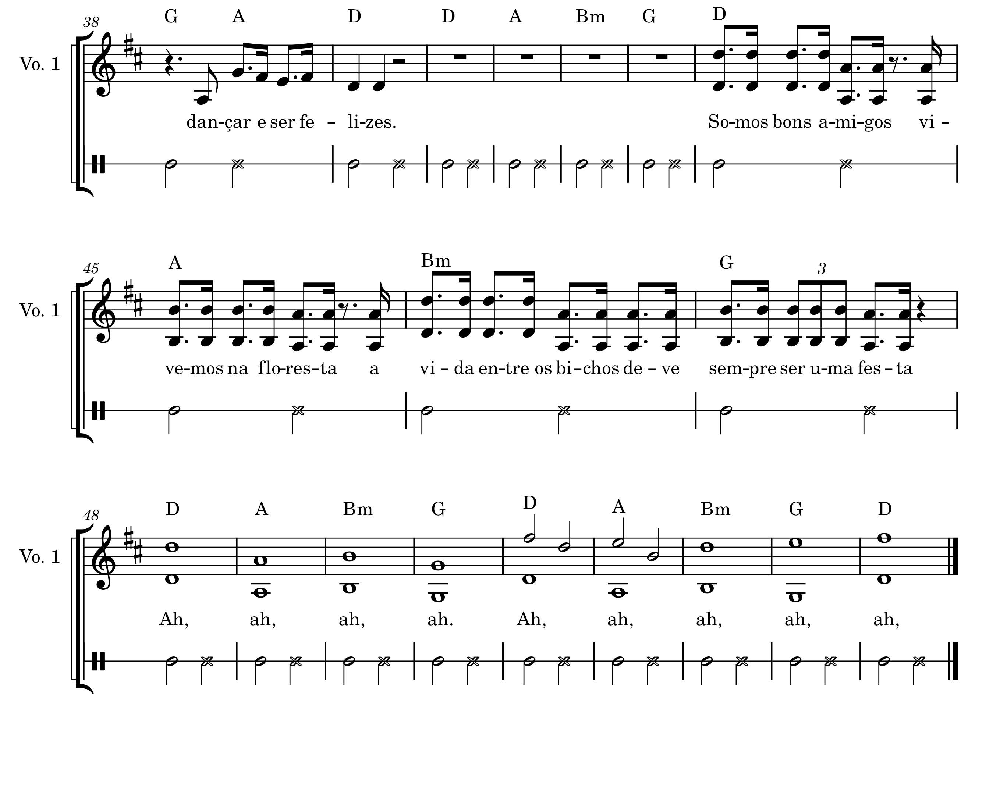 38 G A D D A Bm G D
Vo. 1
dan-çar e ser fe - li-zes. So-mos bons a-mi-gos vi -
45 A Bm G 3
Vo. 1
ve-mos na flo-res-ta a vi - da en-tre os bi-chos de - ve sem-pre ser u-ma fes - ta
48 D A Bm G D A Bm G D
Vo. 1
Ah, ah, ah, ah. Ah, ah, ah, ah, ah,